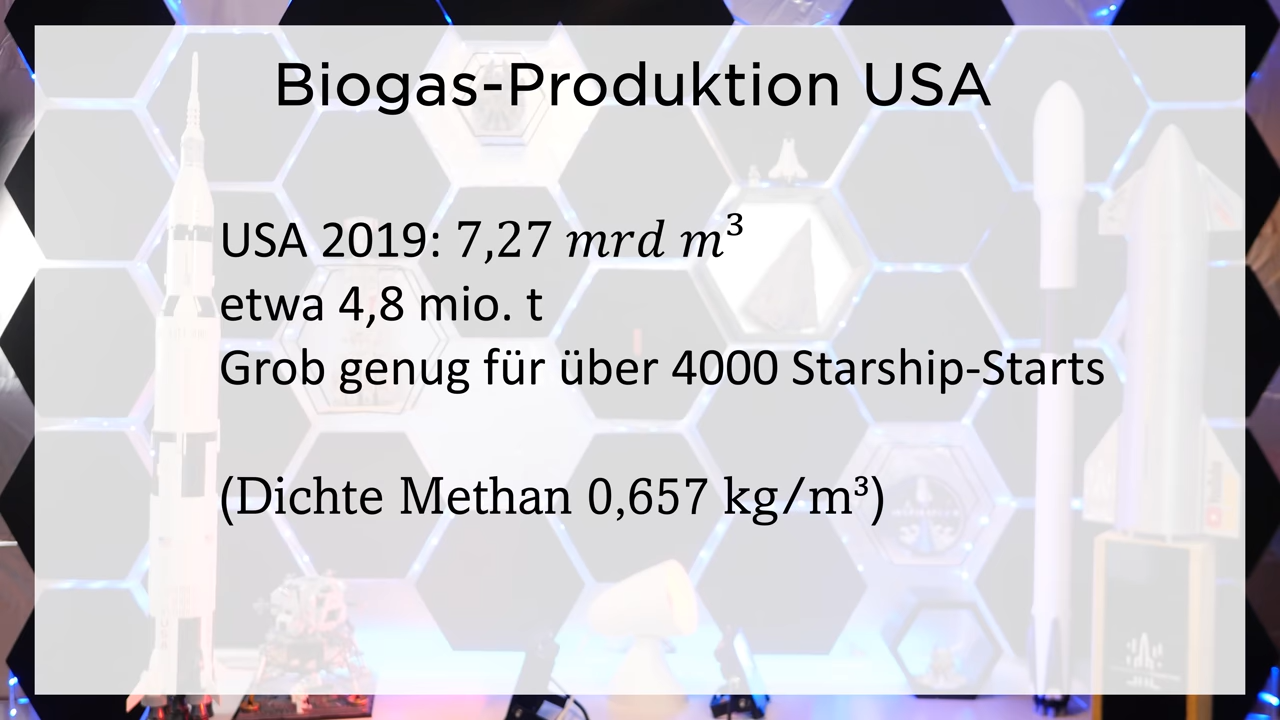 Biogas-Produktion USA
USA 2019: 7,27 mrd m³
etwa 4,8 mio. t
Grob genug für über 4000 Starship-Starts
(Dichte Methan 0,657 kg/m³)